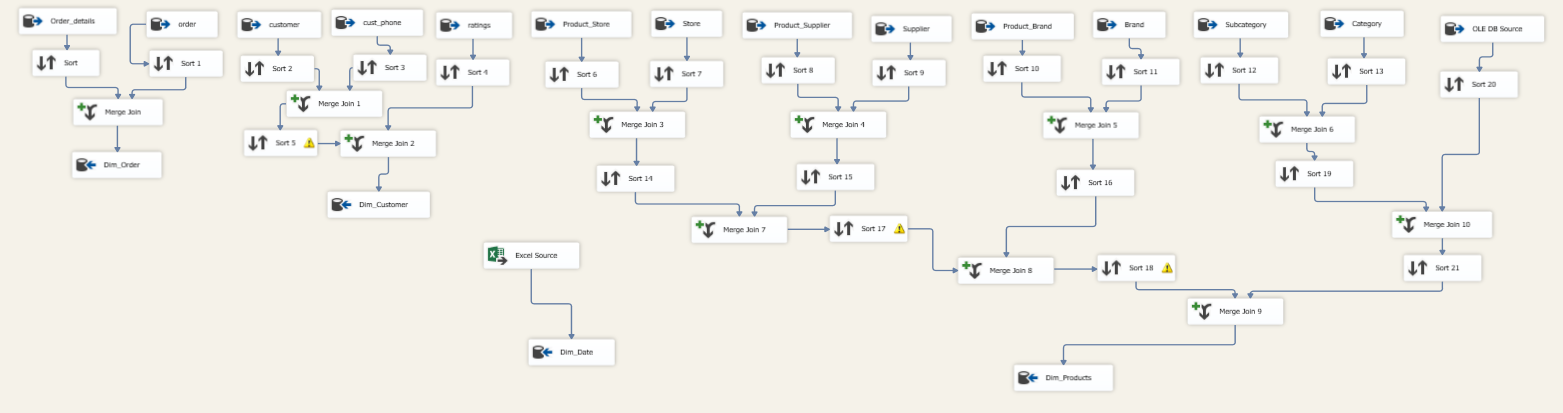 Order_details
order
customer
cust_phone
ratings
Product_Store
Store
Product_Supplier
Supplier
Product_Brand
Brand
Subcategory
Category
OLE DB Source
Sort
Sort 1
Sort 2
Sort 3
Sort 4
Sort 6
Sort 7
Sort 8
Sort 9
Sort 10
Sort 11
Sort 12
Sort 13
Sort 20
Merge Join
Merge Join 1
Merge Join 3
Merge Join 4
Merge Join 5
Merge Join 6
Sort 5
Merge Join 2
Dim_Order
Sort 14
Sort 15
Sort 16
Sort 19
Dim_Customer
Merge Join 7
Sort 17
Merge Join 10
Excel Source
Merge Join 8
Sort 18
Sort 21
Merge Join 9
Dim_Date
Dim_Products